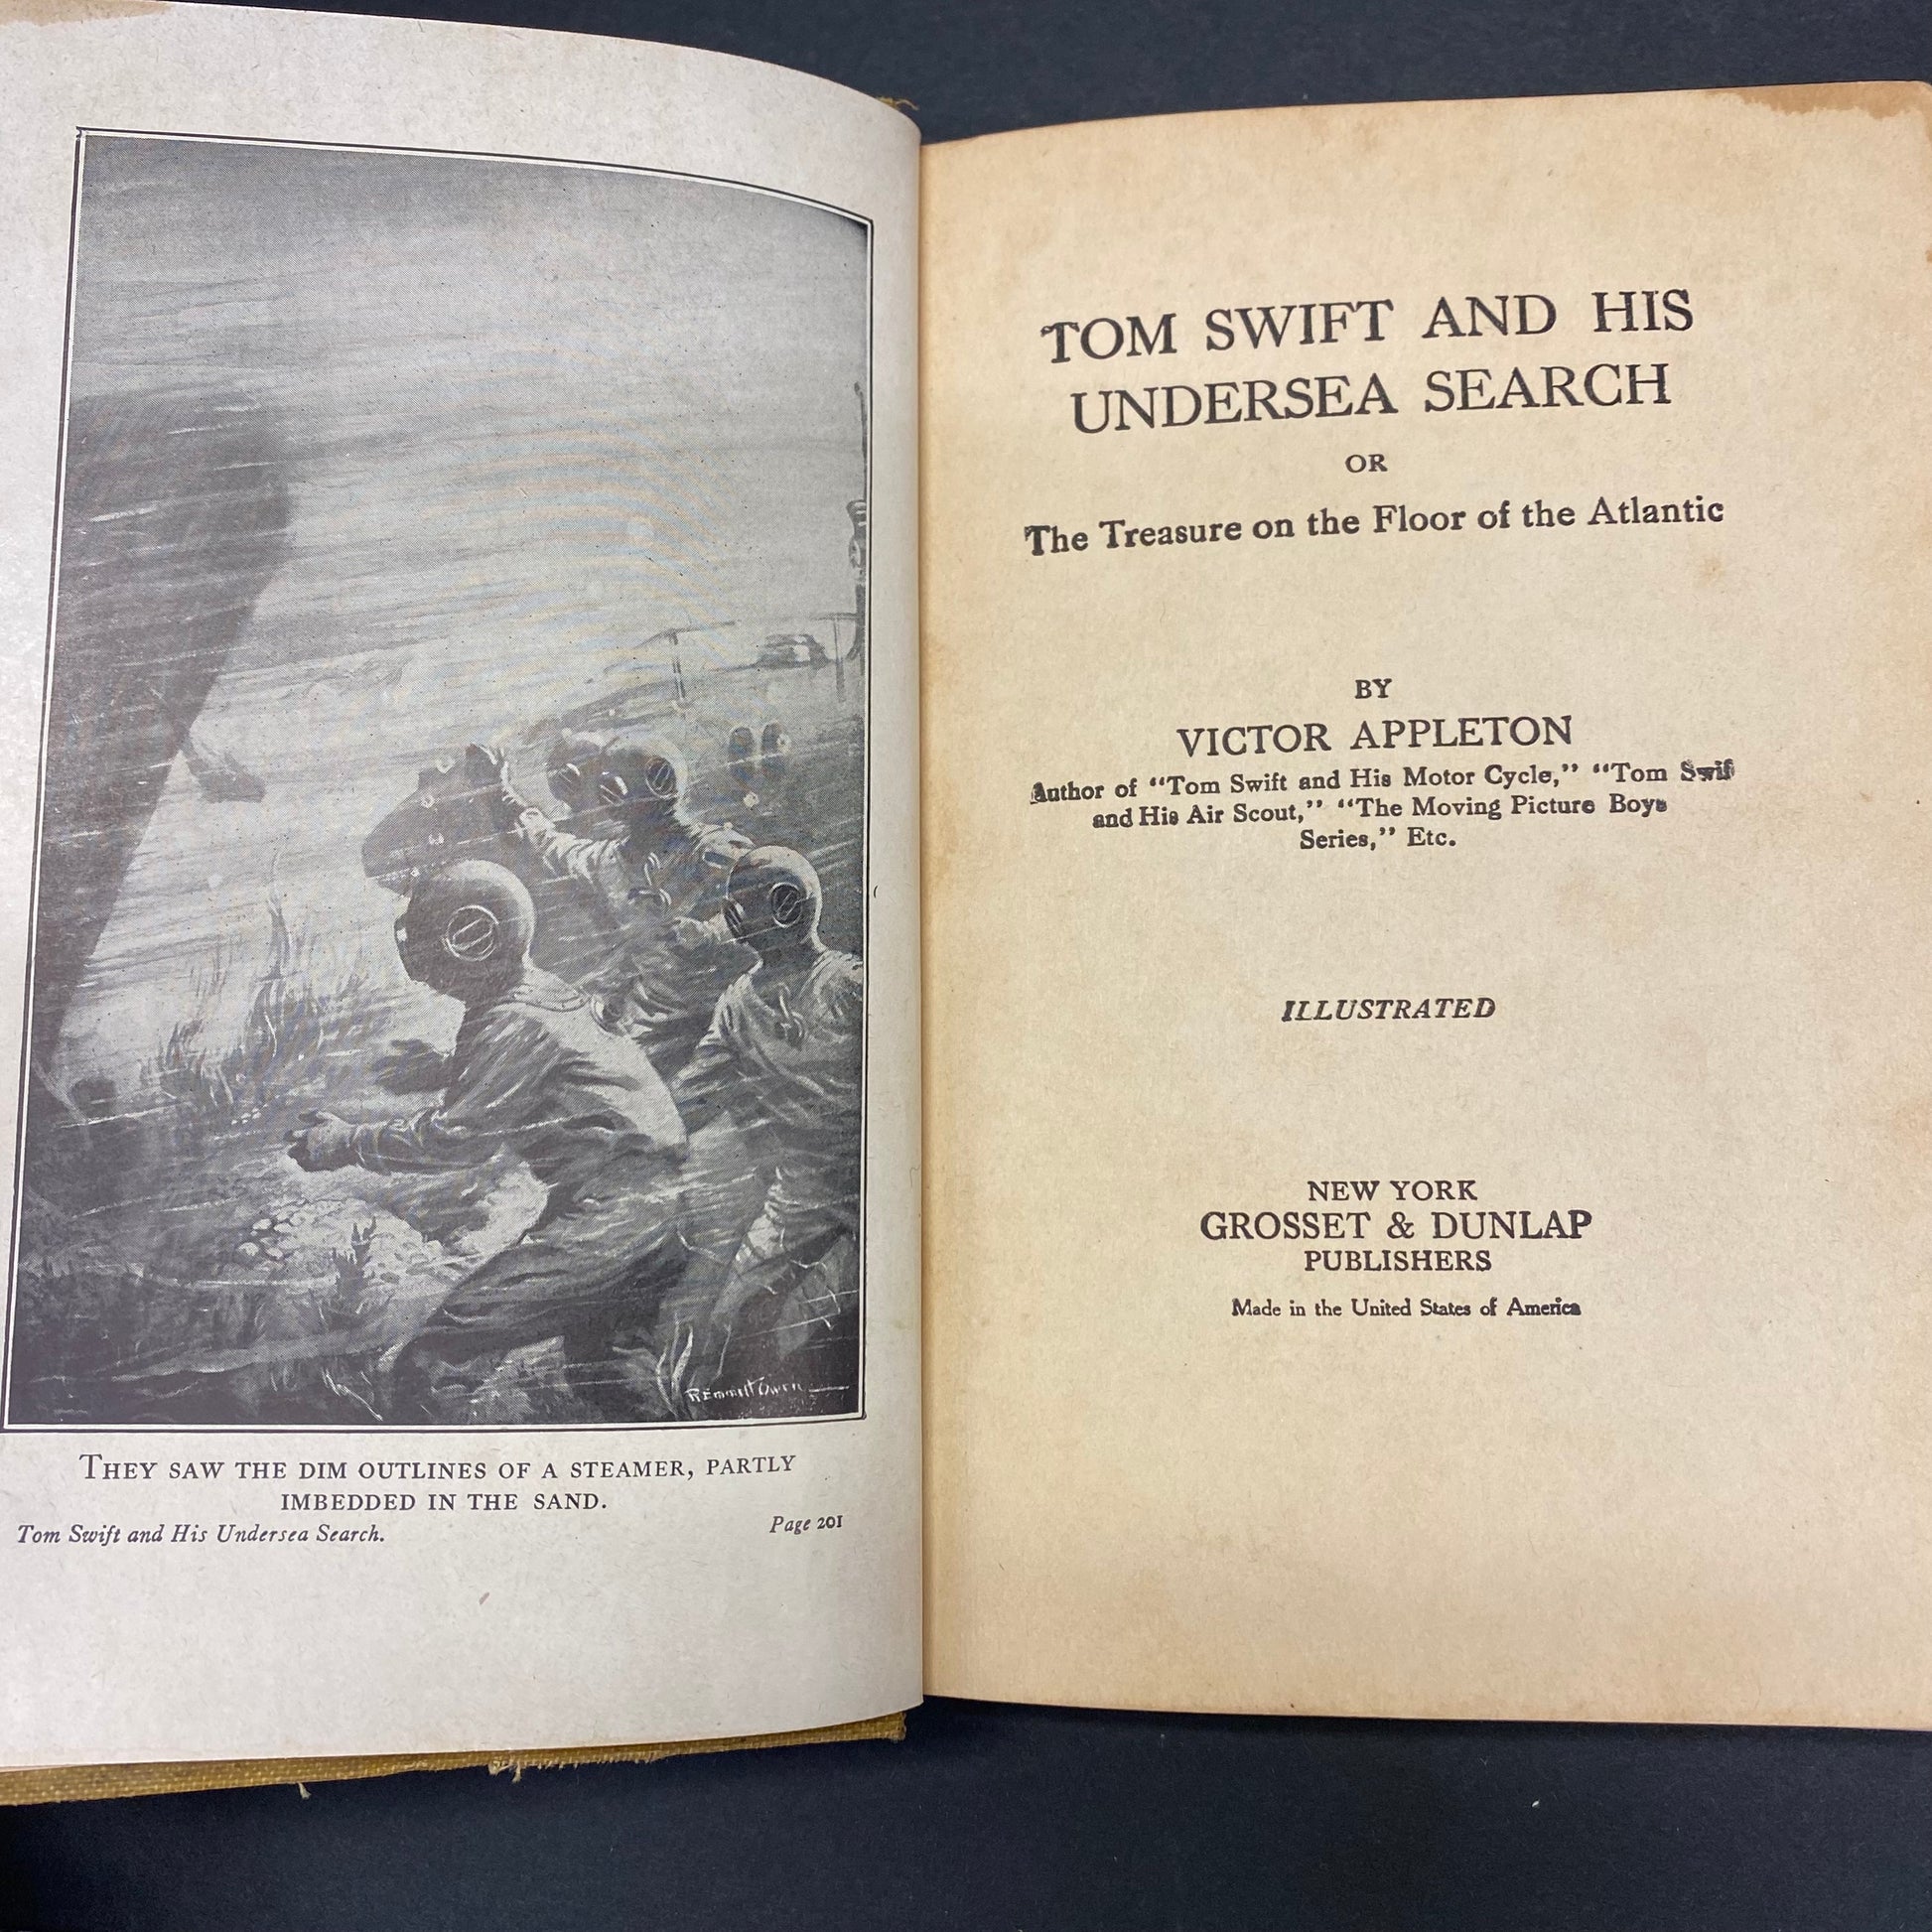 R Emmett Owen
THEY SAW THE DIM OUTLINES OF A STEAMER, PARTLY
IMBEDDED IN THE SAND.
Tom Swift and His Undersea Search. Page 201
TOM SWIFT AND HIS
UNDERSEA SEARCH
OR
The Treasure on the Floor of the Atlantic
BY
VICTOR APPLETON
Author of "Tom Swift and His Motor Cycle," "Tom Swif
and His Air Scout," "The Moving Picture Boys
Series," Etc.
ILLUSTRATED
NEW YORK
GROSSET & DUNLAP
PUBLISHERS
Made in the United States of America